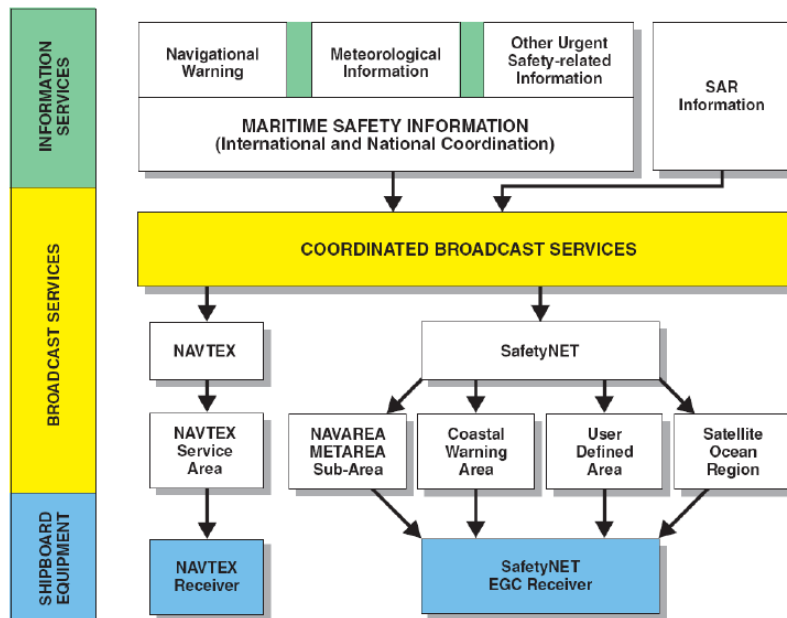 INFORMATION
SERVICES
Navigational
Warning
Meteorological
Information
Other Urgent
Safety-related
Information
SAR
Information
MARITIME SAFETY INFORMATION
(International and National Coordination)
BROADCAST SERVICES
COORDINATED BROADCAST SERVICES
NAVTEX
SafetyNET
NAVTEX
Service
Area
NAVAREA
METAREA
Sub-Area
Coastal
Warning
Area
User
Defined
Area
Satellite
Ocean
Region
SHIPBOARD
EQUIPMENT
NAVTEX
Receiver
SafetyNET
EGC Receiver